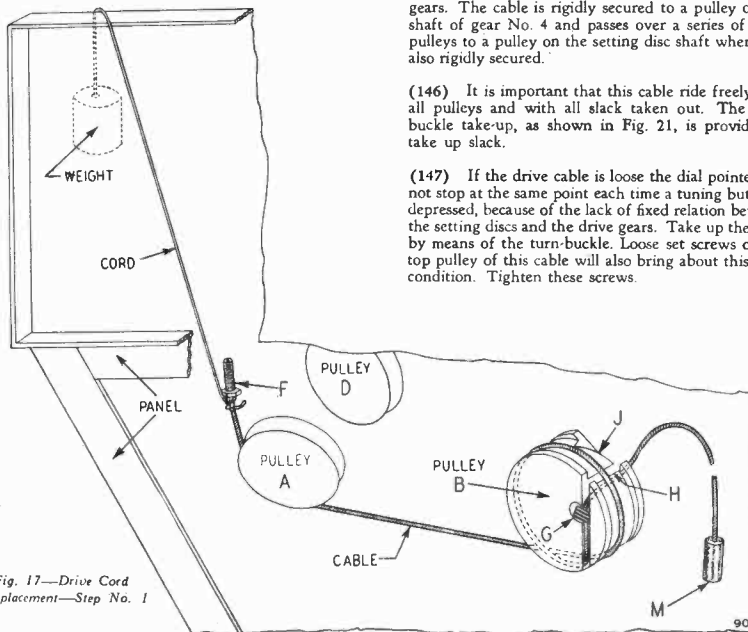 gears. The cable is rigidly secured to a pulley
shaft of gear No. 4 and passes over a series of
pulleys to a pulley on the setting disc shaft
also rigidly secured.
(146) It is important that this cable ride freely
all pulleys and with all slack taken out. The
buckle take-up, as shown in Fig. 21, is
take up slack.
(147) If the drive cable is loose the dial
not stop at the same point each time a tuning
depressed, because of the lack of fixed relation
the setting discs and the drive gears. Take up the
by means of the turn-buckle. Loose set screws
top pulley of this cable will also bring about this
condition. Tighten these screws.
WEIGHT
CORD
F
PULLEY
D
PANEL
PULLEY
A
J
PULLEY
B
H
G
CABLE
M
Fig. 17—Drive Cord
placement—Step No. 1
90